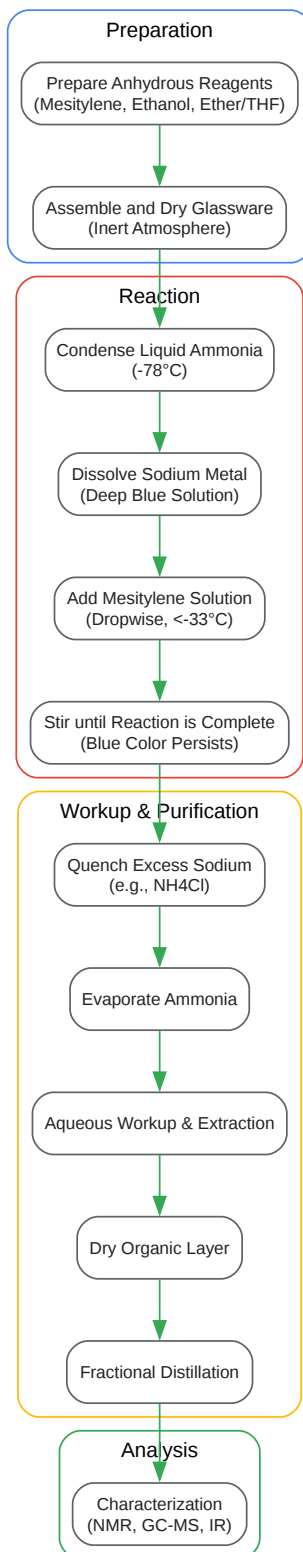 Preparation
Prepare Anhydrous Reagents
(Mesitylene, Ethanol, Ether/THF)
Assemble and Dry Glassware
(Inert Atmosphere)
Reaction
Condense Liquid Ammonia
(-78°C)
Dissolve Sodium Metal
(Deep Blue Solution)
Add Mesitylene Solution
(Dropwise, <-33°C)
Stir until Reaction is Complete
(Blue Color Persists)
Workup & Purification
Quench Excess Sodium
(e.g., NH4Cl)
Evaporate Ammonia
Aqueous Workup & Extraction
Dry Organic Layer
Fractional Distillation
Analysis
Characterization
(NMR, GC-MS, IR)